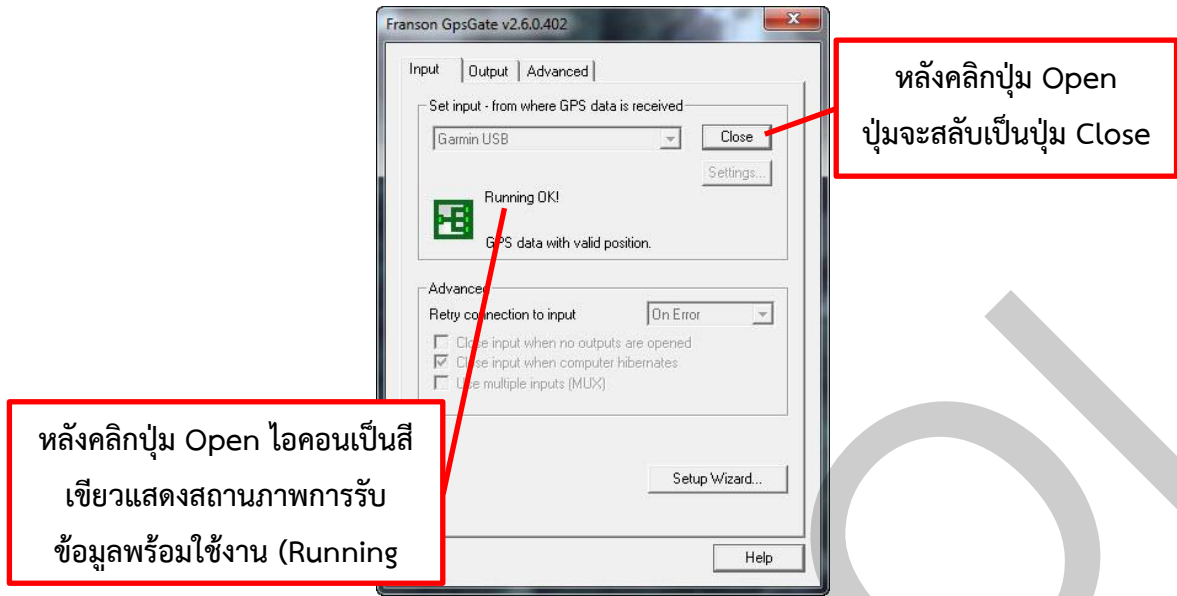 Franson GpsGate v2.6.0.402
Input
Output
Advanced
Set input - from where GPS data is received
Garmin USB
Close
Settings...
Running OK!
GPS data with valid position.
Advanced
Retry connection to input
On Error
Close input when no outputs are opened
Close input when computer hibernates
Use multiple inputs (MUX)
Setup Wizard...
Help
หลังคลิกปุ่ม Open
ปุ่มจะสลับเป็นปุ่ม Close
หลังคลิกปุ่ม Open ไอคอนเป็นสี
เขียวแสดงสถานภาพการรับ
ข้อมูลพร้อมใช้งาน (Running